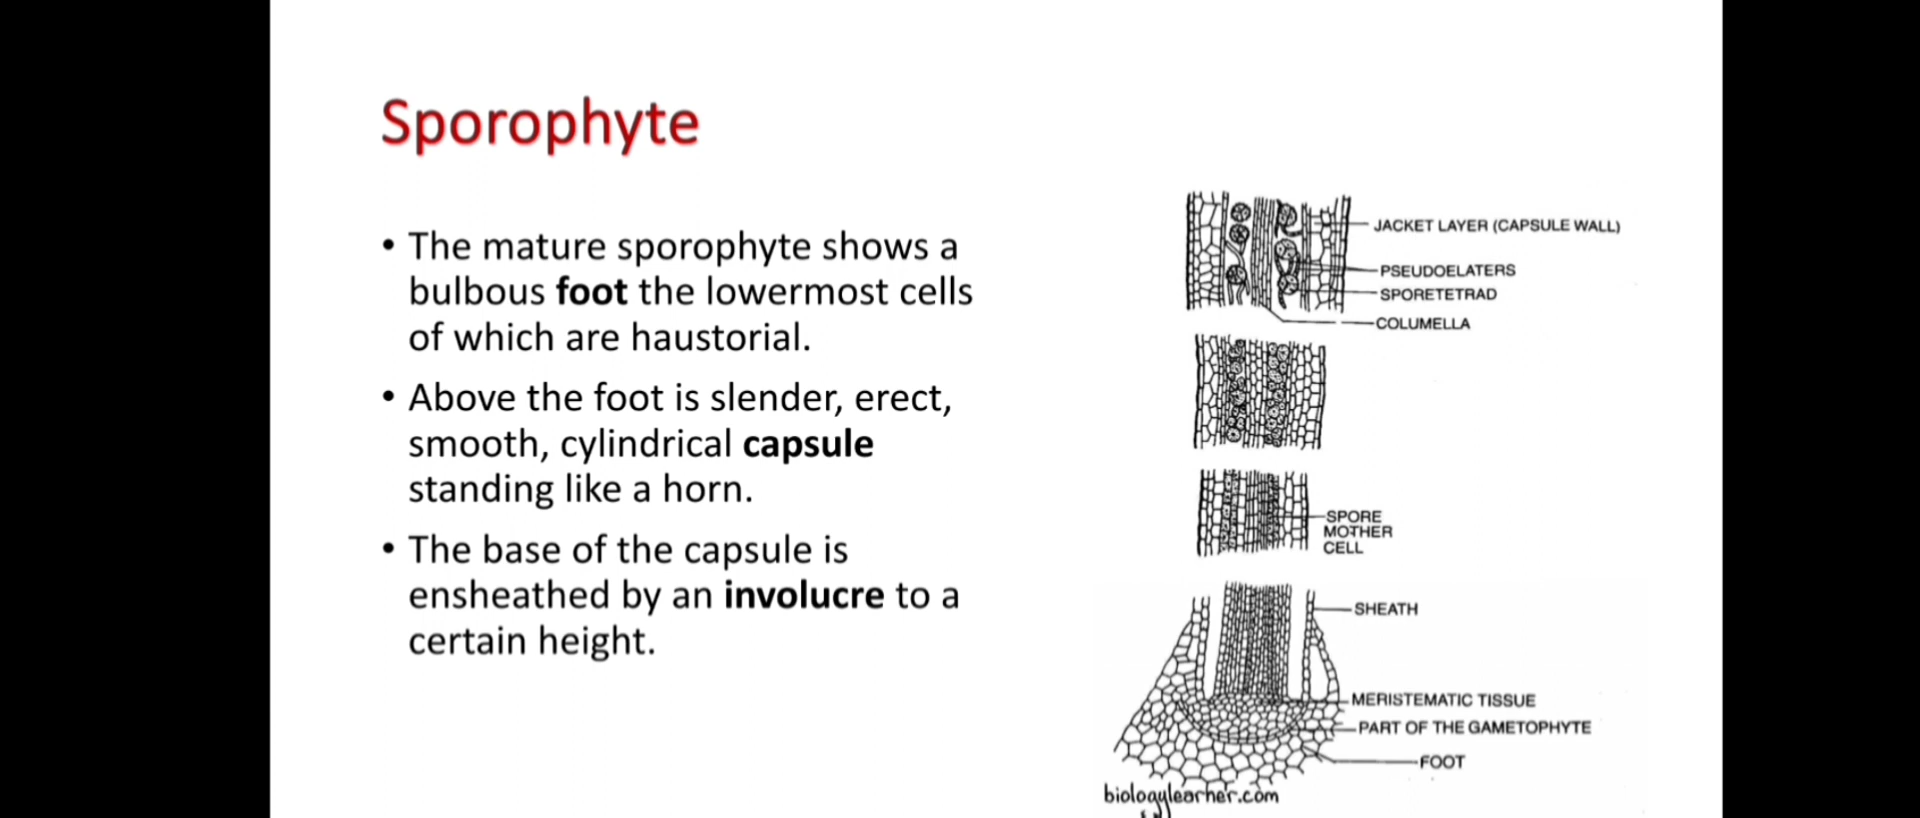 Sporophyte
• The mature sporophyte shows a
bulbous foot the lowermost cells
of which are haustorial.
• Above the foot is slender, erect,
smooth, cylindrical capsule
standing like a horn.
• The base of the capsule is
ensheathed by an involucre to a
certain height.
JACKET LAYER (CAPSULE WALL)
PSEUDOELATERS
SPORETETRAD
COLUMELLA
SPORE
MOTHER
CELL
SHEATH
MERISTEMATIC TISSUE
PART OF THE GAMETOPHYTE
FOOT
biologylearner.com